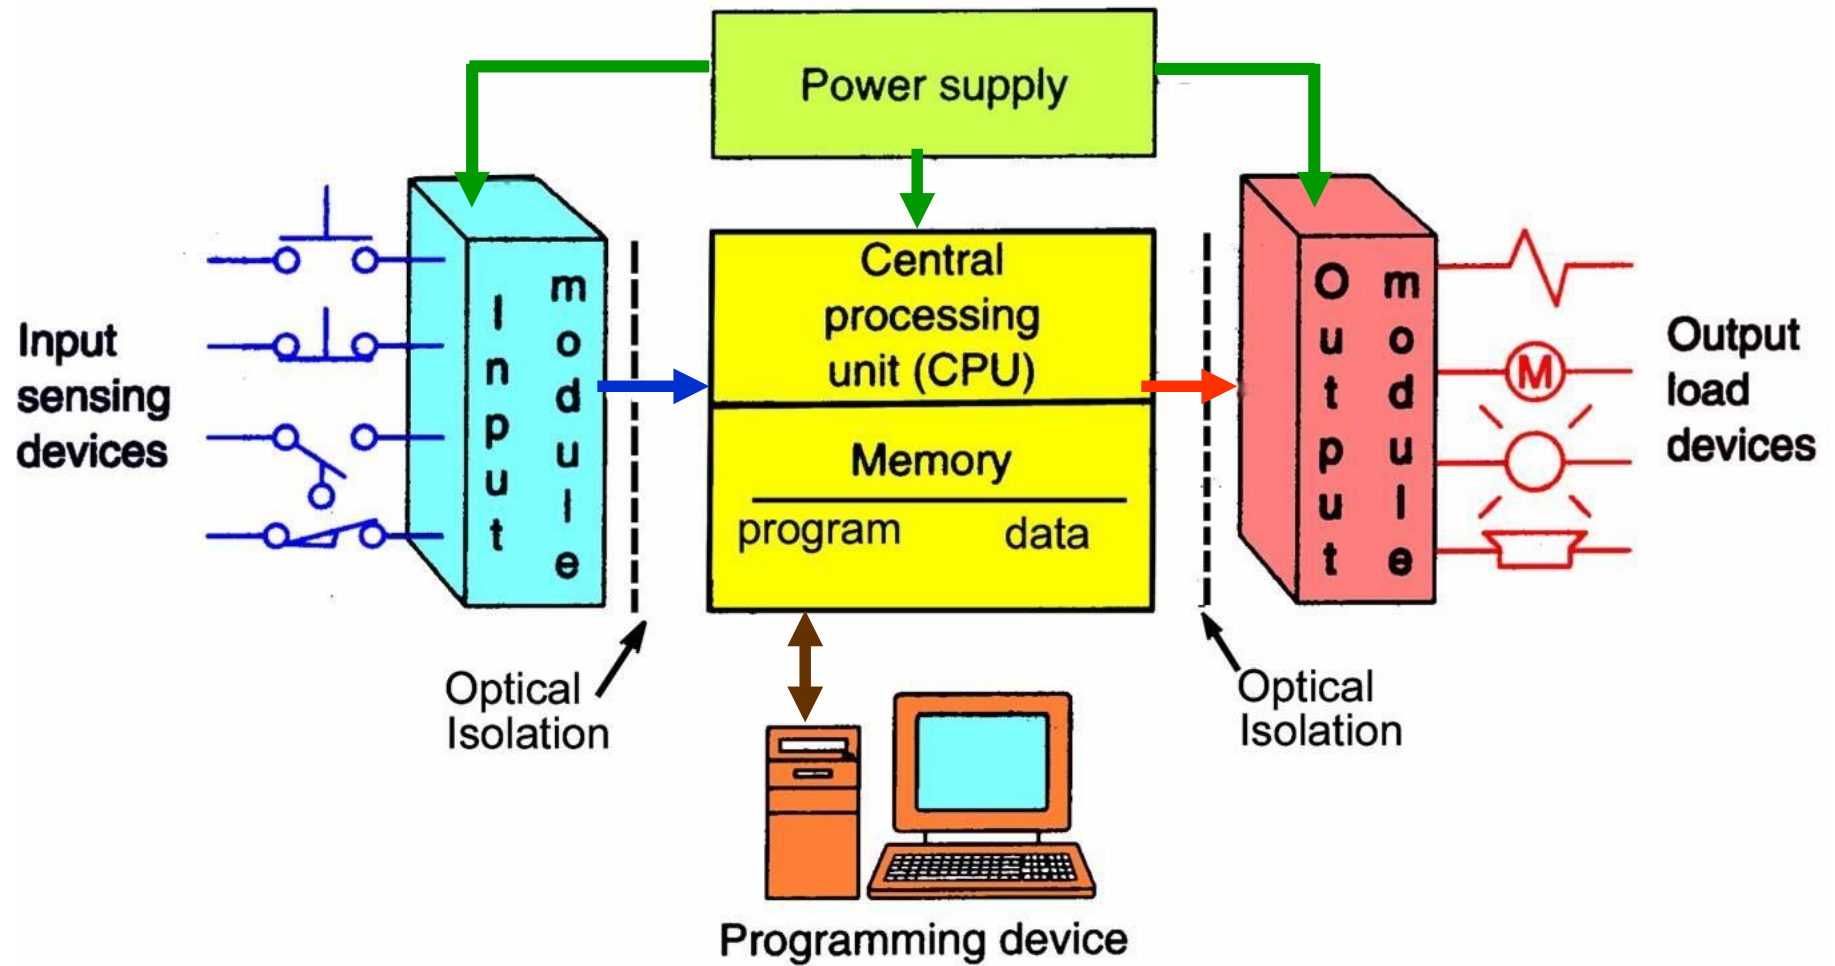 Power supply
Input
sensing
devices
Input
module
Central
processing
unit (CPU)
Memory
program data
Output
module
M
Output
load
devices
Optical
Isolation
Optical
Isolation
Programming device